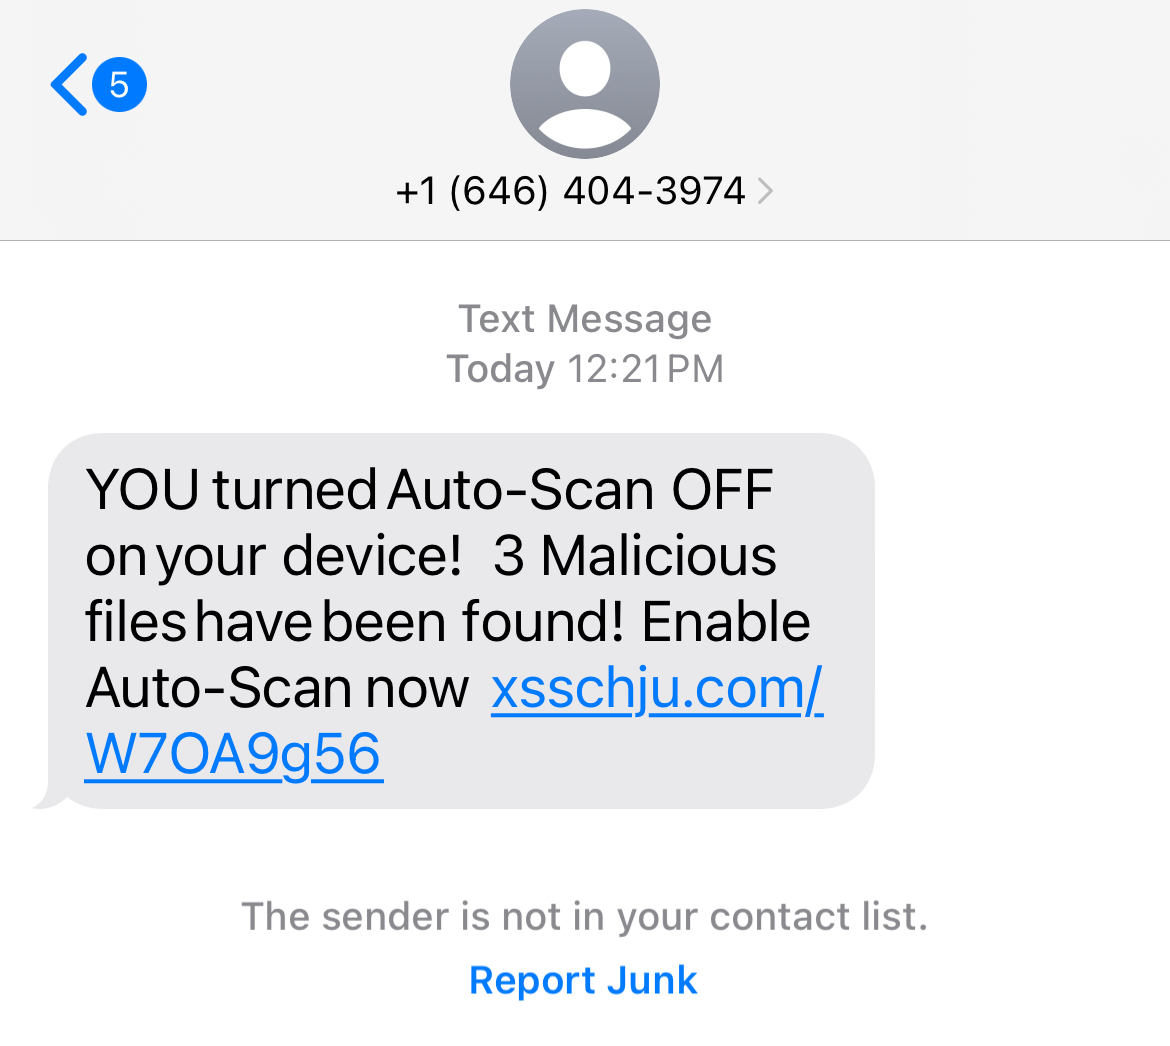 5
+1 (646) 404-3974
Text Message
Today 12:21 PM
YOU turned Auto-Scan OFF
on your device!  3 Malicious
files have been found! Enable
Auto-Scan now  xsschju.com/
W7OA9g56
The sender is not in your contact list.
Report Junk